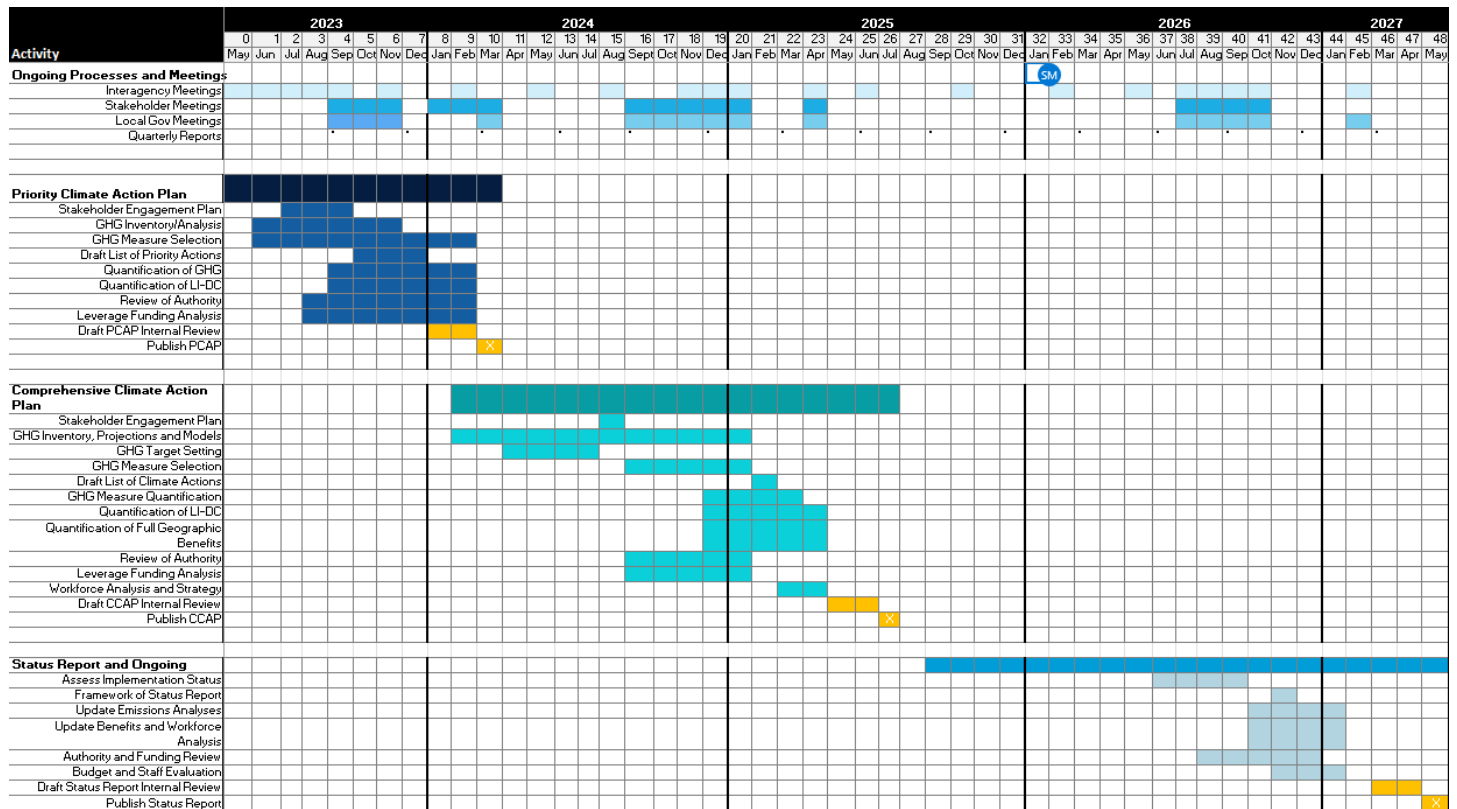 2023 2024 2025 2026 2027
0 1 2 3 4 5 6 7 8 9 10 11 12 13 14 15 16 17 18 19 20 21 22 23 24 25 26 27 28 29 30 31 32 33 34 35 36 37 38 39 40 41 42 43 44 45 46 47 48
Activity May Jun Jul Aug Sep Oct Nov Dec Jan Feb Mar Apr May Jun Jul Aug Sept Oct Nov Dec Jan Feb Mar Apr May Jun Jul Aug Sep Oct Nov Dec Jan Feb Mar Apr May Jun Jul Aug Sep Oct Nov Dec Jan Feb Mar Apr May
Ongoing Processes and Meetings SM
Interagency Meetings
Stakeholder Meetings
Local Gov Meetings
Quarterly Reports
Priority Climate Action Plan
Stakeholder Engagement Plan
GHG Inventory/Analysis
GHG Measure Selection
Draft List of Priority Actions
Quantification of GHG
Quantification of LI-DC
Review of Authority
Leverage Funding Analysis
Draft PCAP Internal Review
Publish PCAP X
Comprehensive Climate Action
Plan
Stakeholder Engagement Plan
GHG Inventory, Projections and Models
GHG Target Setting
GHG Measure Selection
Draft List of Climate Actions
GHG Measure Quantification
Quantification of LI-DC
Quantification of Full Geographic
Benefits
Review of Authority
Leverage Funding Analysis
Workforce Analysis and Strategy
Draft CCAP Internal Review
Publish CCAP X
Status Report and Ongoing
Assess Implementation Status
Framework of Status Report
Update Emissions Analyses
Update Benefits and Workforce
Analysis
Authority and Funding Review
Budget and Staff Evaluation
Draft Status Report Internal Review
Publish Status Report X